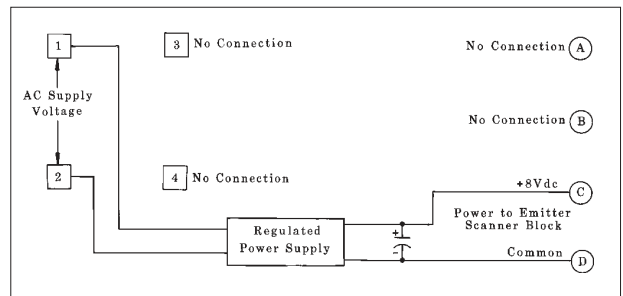 1
3 No Connection
No Connection A
AC Supply
Voltage
No Connection B
2
4 No Connection
+8Vdc
C
Regulated
Power Supply
+
-
Power to Emitter
Scanner Block
Common
D